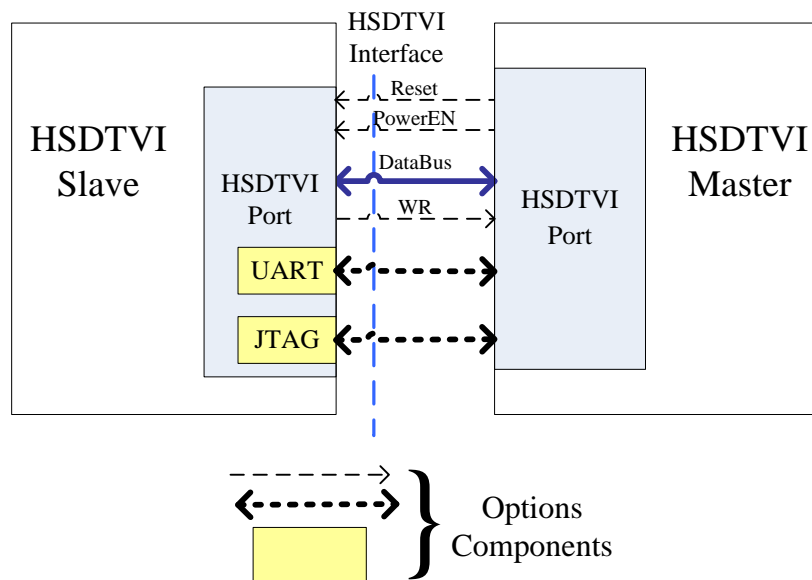 HSDTVI
Interface
HSDTVI
Slave
HSDTVI
Port
UART
JTAG
Reset
PowerEN
DataBus
WR
HSDTVI
Port
HSDTVI
Master
Options
Components